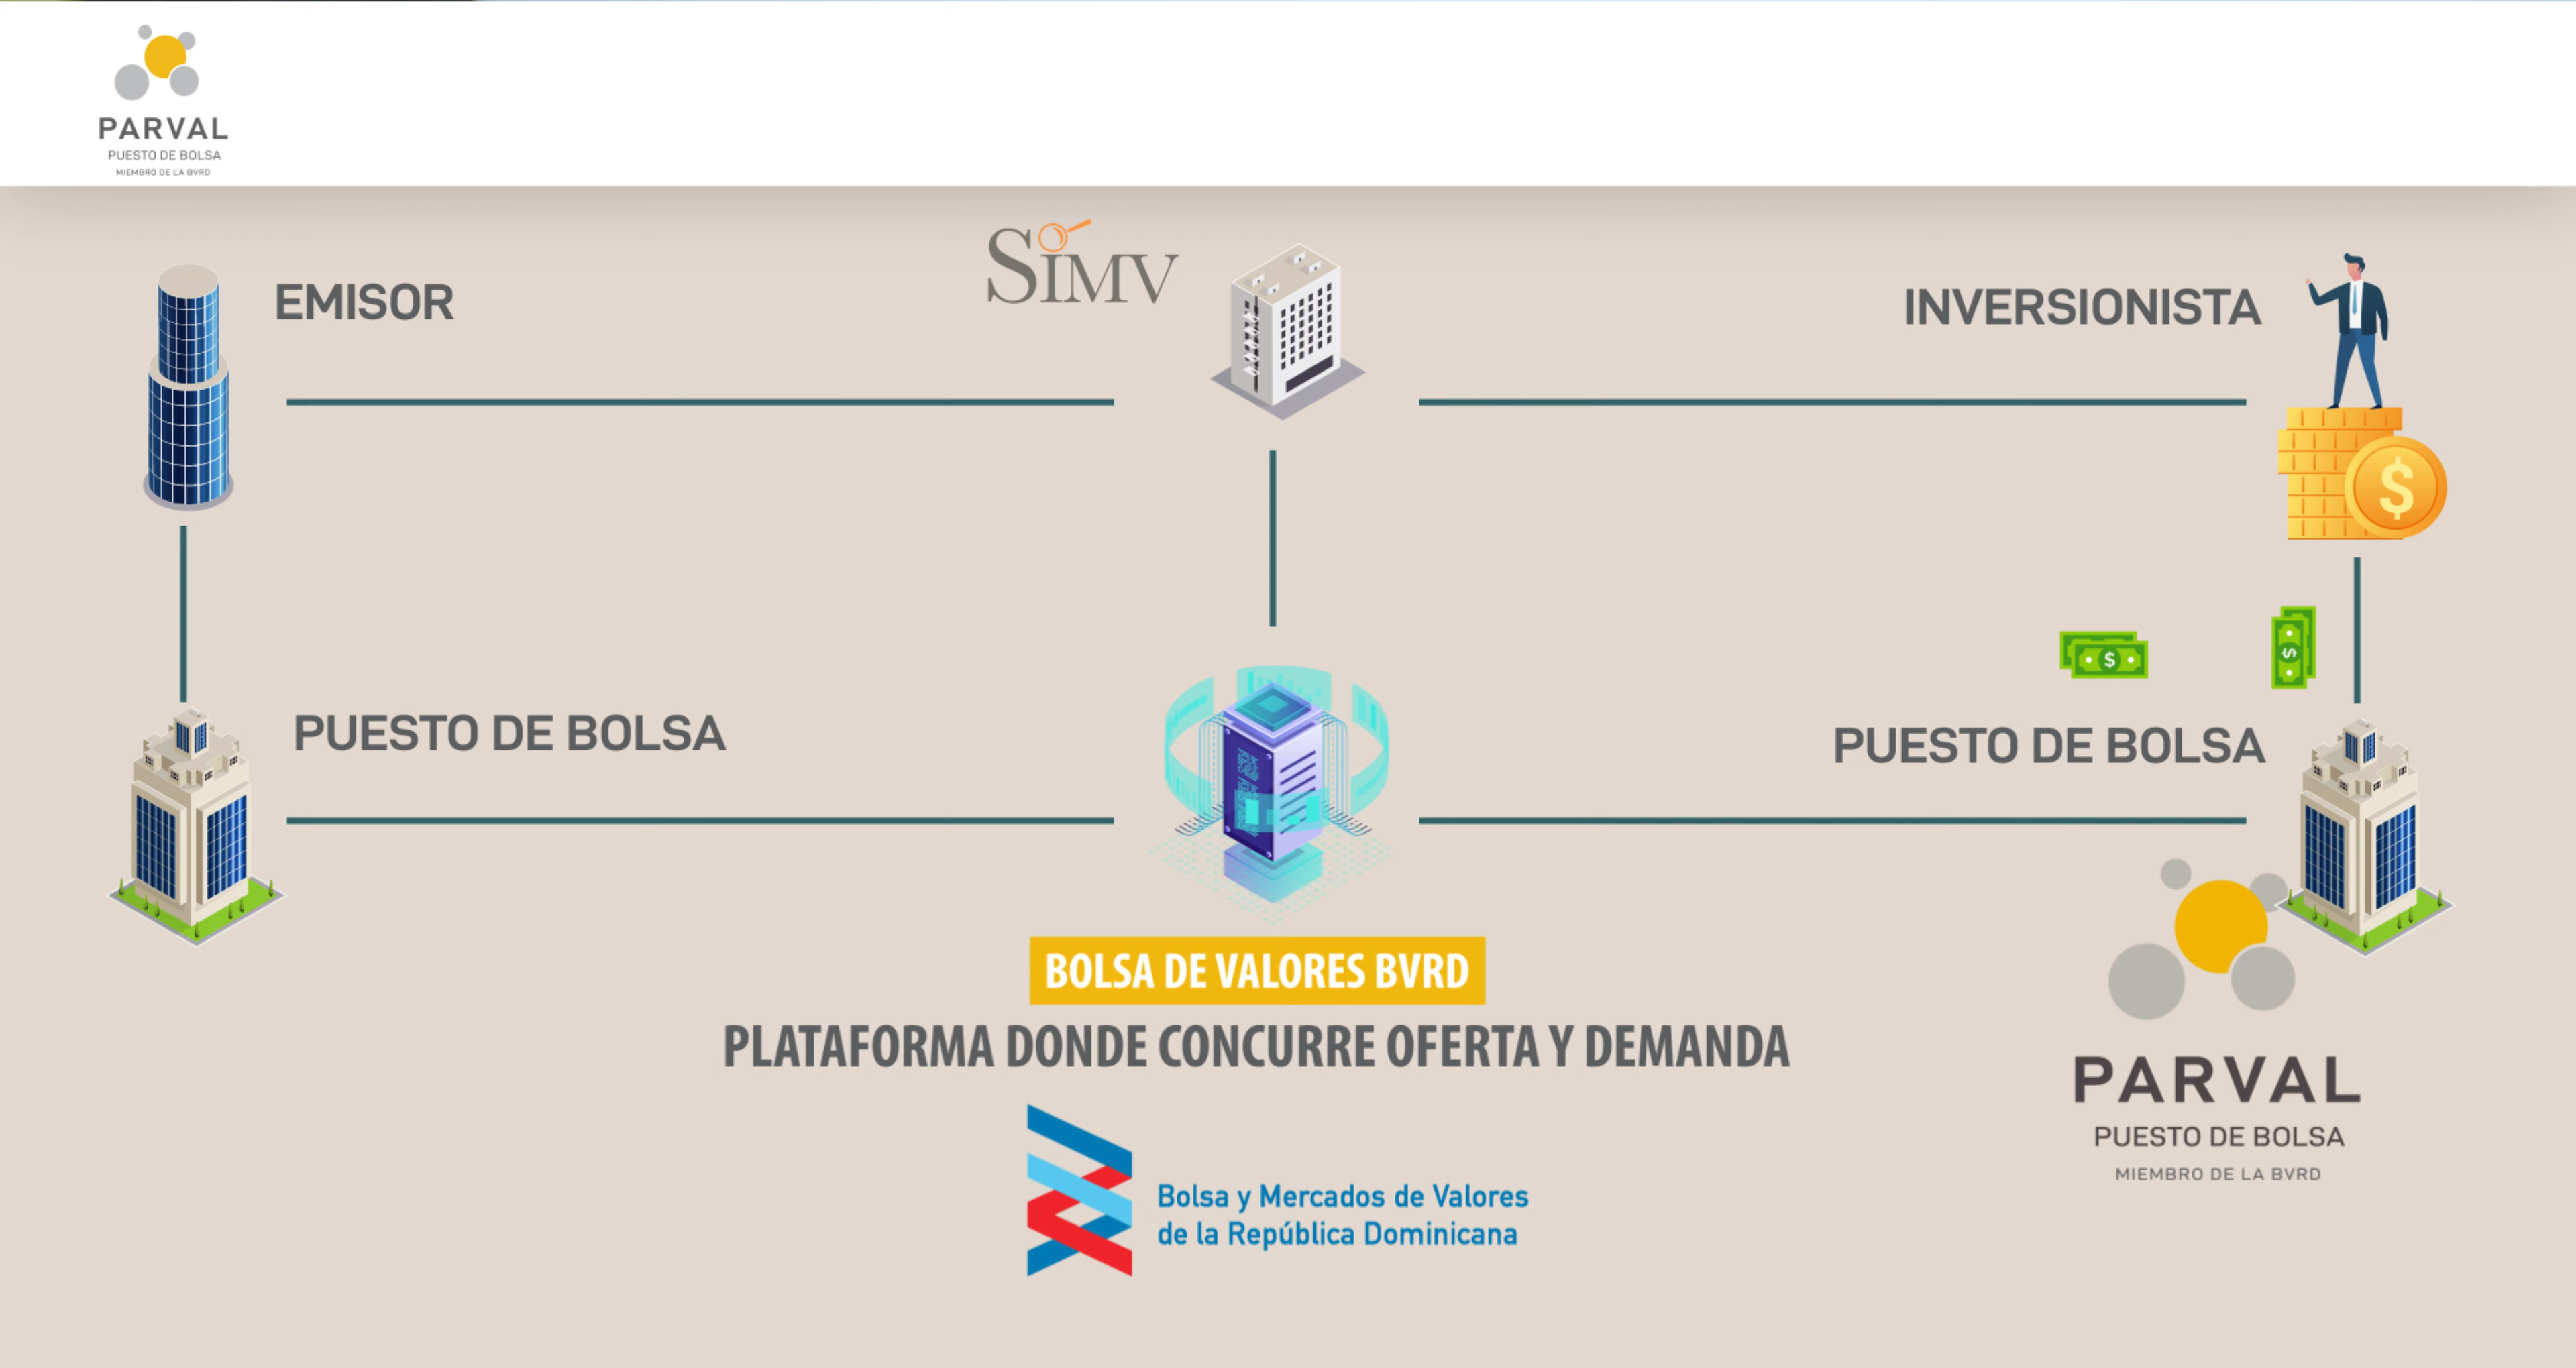 PARVAL
PUESTO DE BOLSA
MIEMBRO DE LA BVRD
SIMV
EMISOR
INVERSIONISTA
PUESTO DE BOLSA
PUESTO DE BOLSA
BOLSA DE VALORES BVRD
PLATAFORMA DONDE CONCURRE OFERTA Y DEMANDA
Bolsa y Mercados de Valores
de la República Dominicana
PARVAL
PUESTO DE BOLSA
MIEMBRO DE LA BVRD